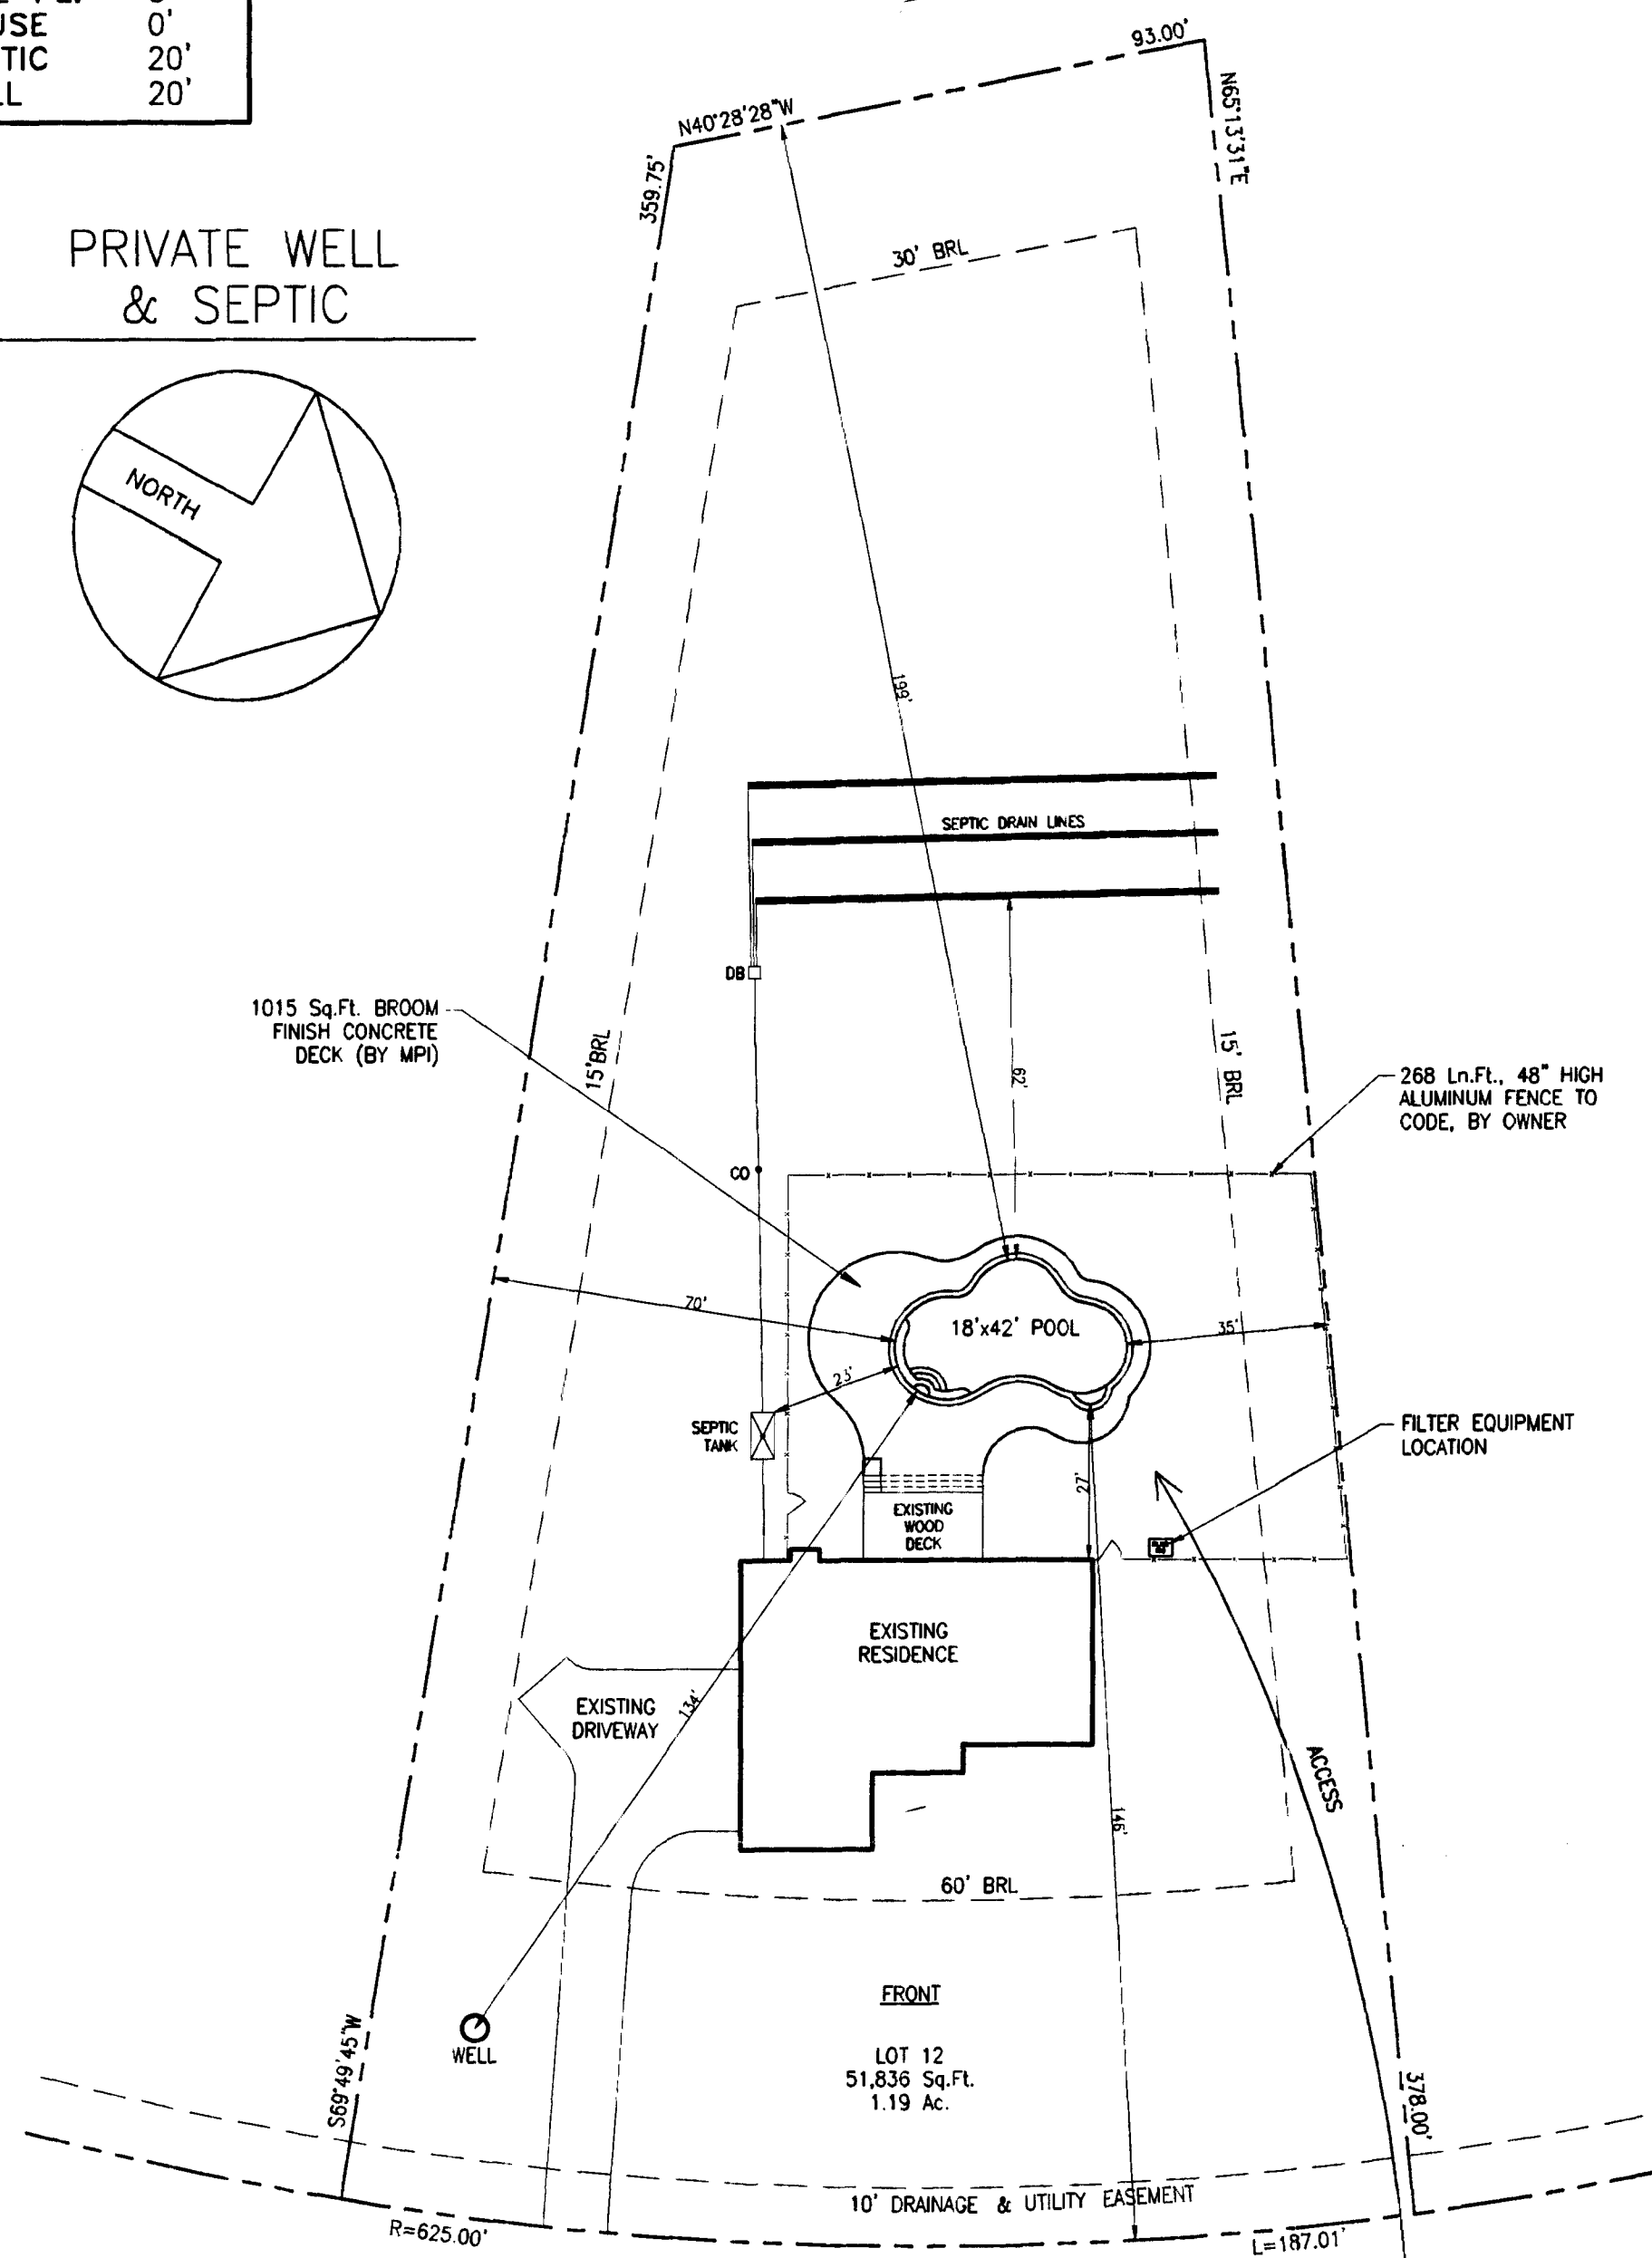 USE 0'
TIC 20'
LL 20'
PRIVATE WELL
& SEPTIC
NORTH
93.00'
N40°28'28"W
N65°13'31"E
359.75'
30' BRL
199'
SEPTIC DRAIN LINES
DB
62'
1015 Sq.Ft. BROOM
FINISH CONCRETE
DECK (BY MPI)
15' BRL
15' BRL
268 Ln.Ft., 48" HIGH
ALUMINUM FENCE TO
CODE, BY OWNER
CO
70'
18'x42' POOL
35'
23'
SEPTIC
TANK
FILTER EQUIPMENT
LOCATION
27'
EXISTING
WOOD
DECK
EXISTING
RESIDENCE
EXISTING
DRIVEWAY
134'
ACCESS
146'
60' BRL
FRONT
WELL
LOT 12
51,836 Sq.Ft.
1.19 Ac.
S69°49'45"W
378.00'
10' DRAINAGE & UTILITY EASEMENT
R=625.00'
L=187.01'